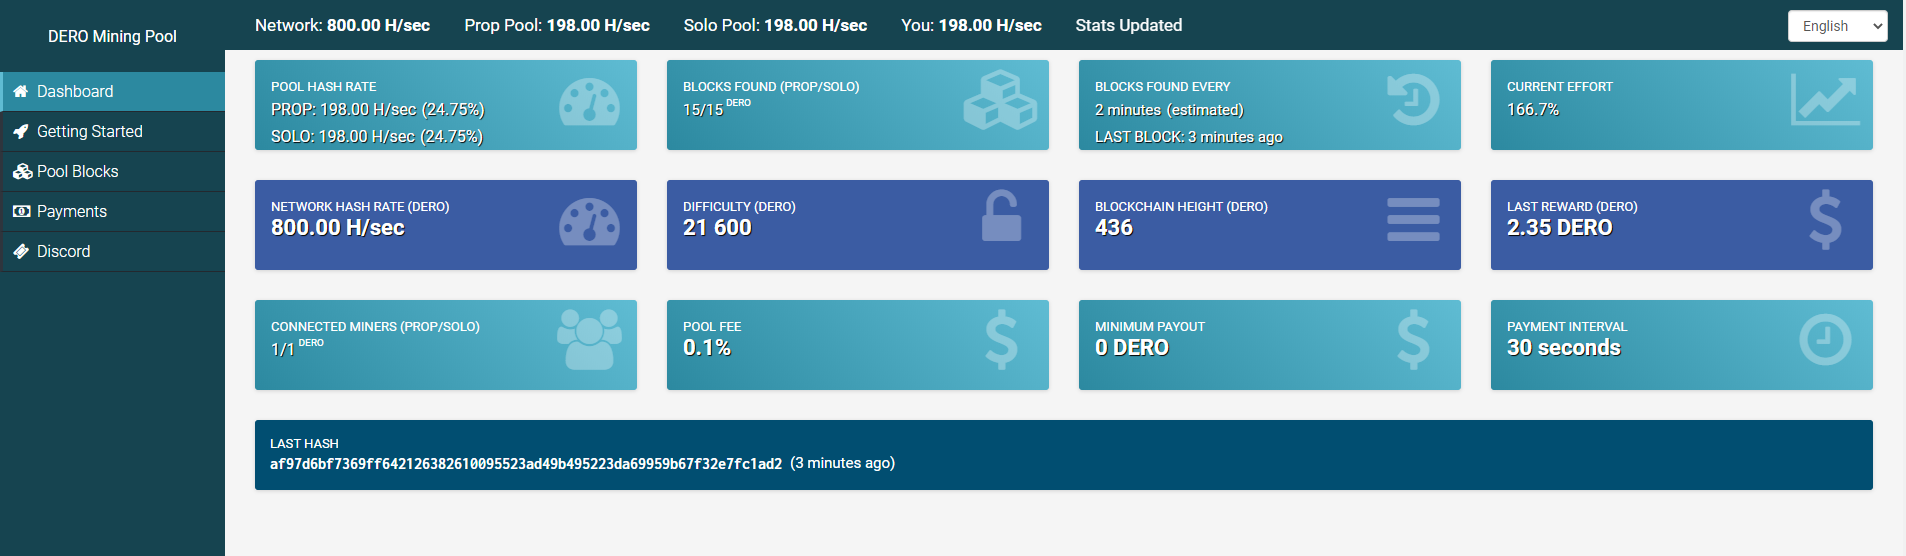 DERO Mining Pool
Network: 800.00 H/sec Prop Pool: 198.00 H/sec Solo Pool: 198.00 H/sec You: 198.00 H/sec Stats Updated
English
Dashboard
Getting Started
Pool Blocks
Payments
Discord
POOL HASH RATE
PROP: 198.00 H/sec (24.75%)
SOLO: 198.00 H/sec (24.75%)
BLOCKS FOUND (PROP/SOLO)
15/15 DERO
BLOCKS FOUND EVERY
2 minutes (estimated)
LAST BLOCK: 3 minutes ago
CURRENT EFFORT
166.7%
NETWORK HASH RATE (DERO)
800.00 H/sec
DIFFICULTY (DERO)
21 600
BLOCKCHAIN HEIGHT (DERO)
436
LAST REWARD (DERO)
2.35 DERO
CONNECTED MINERS (PROP/SOLO)
1/1 DERO
POOL FEE
0.1%
MINIMUM PAYOUT
0 DERO
PAYMENT INTERVAL
30 seconds
LAST HASH
af97d6bf7369ff642126382610095523ad49b495223da69959b67f32e7fc1ad2 (3 minutes ago)